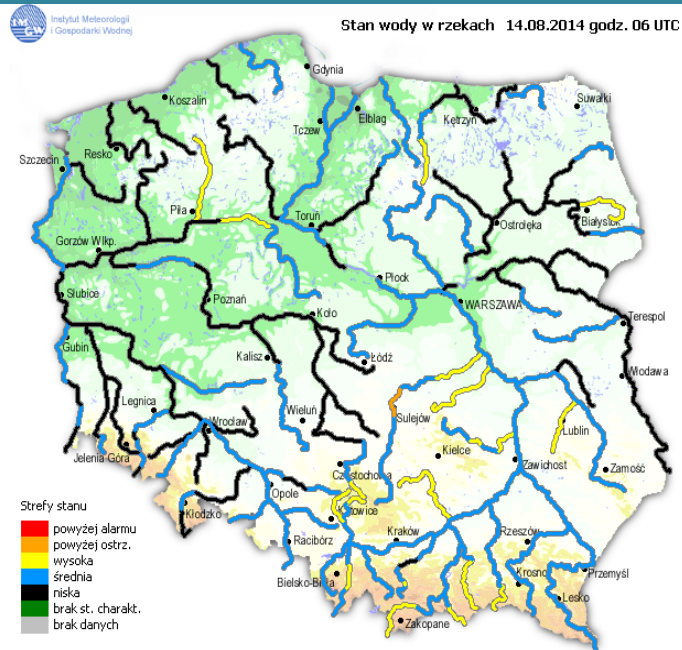 Instytut Meteorologii
i Gospodarki Wodnej
Stan wody w rzekach 14.08.2014 godz. 06 UTC
Gdynia
Koszalin
Suwałki
Elbląg
Kętrzyn
Tczew
Resko
Szczecin
Piła
Toruń
Ostrołęka
Białystok
Gorzów Wlkp.
Płock
Słubice
Poznań
WARSZAWA
Koło
Terespol
Gubin
Kalisz
Łódź
Włodawa
Legnica
Wieluń
Sulejów
Wrocław
Lublin
Jelenia Góra
Kielce
Częstochowa
Zawichost
Zamość
Opole
Strefy stanu
Kłodzko
Katowice
powyżej alarmu
Racibórz
Kraków
Rzeszów
powyżej ostrz.
wysoka
Bielsko-Biała
Krosno
Przemyśl
średnia
niska
Lesko
brak st. charakt.
Zakopane
brak danych